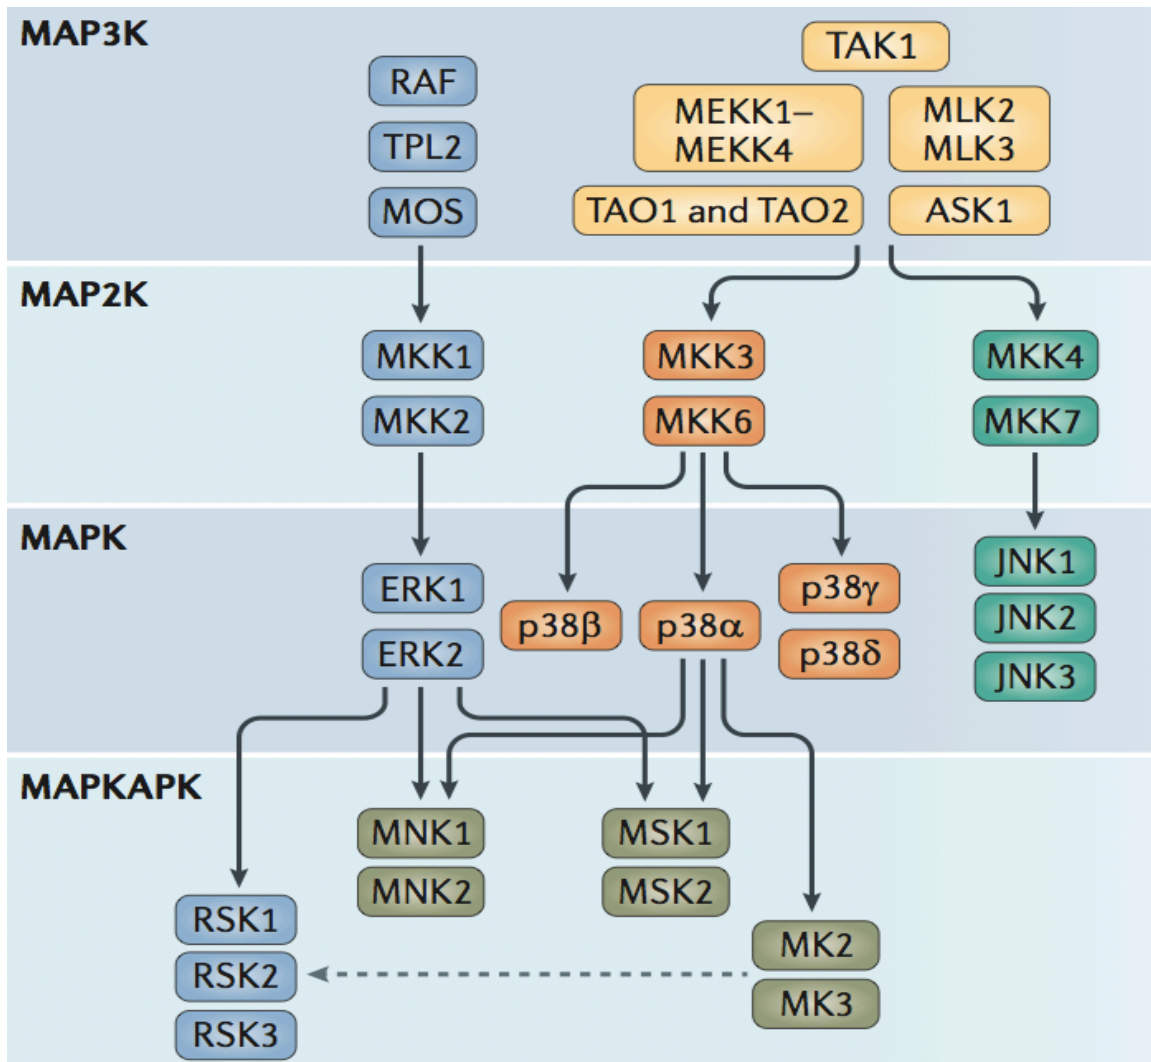 MAP3K
RAF
TPL2
MOS
TAK1
MEKK1–
MEKK4
MLK2
MLK3
TAO1 and TAO2
ASK1
MAP2K
MKK1
MKK2
MKK3
MKK6
MKK4
MKK7
MAPK
ERK1
ERK2
p38β
p38α
p38γ
p38δ
JNK1
JNK2
JNK3
MAPKAPK
MNK1
MNK2
MSK1
MSK2
RSK1
RSK2
RSK3
MK2
MK3